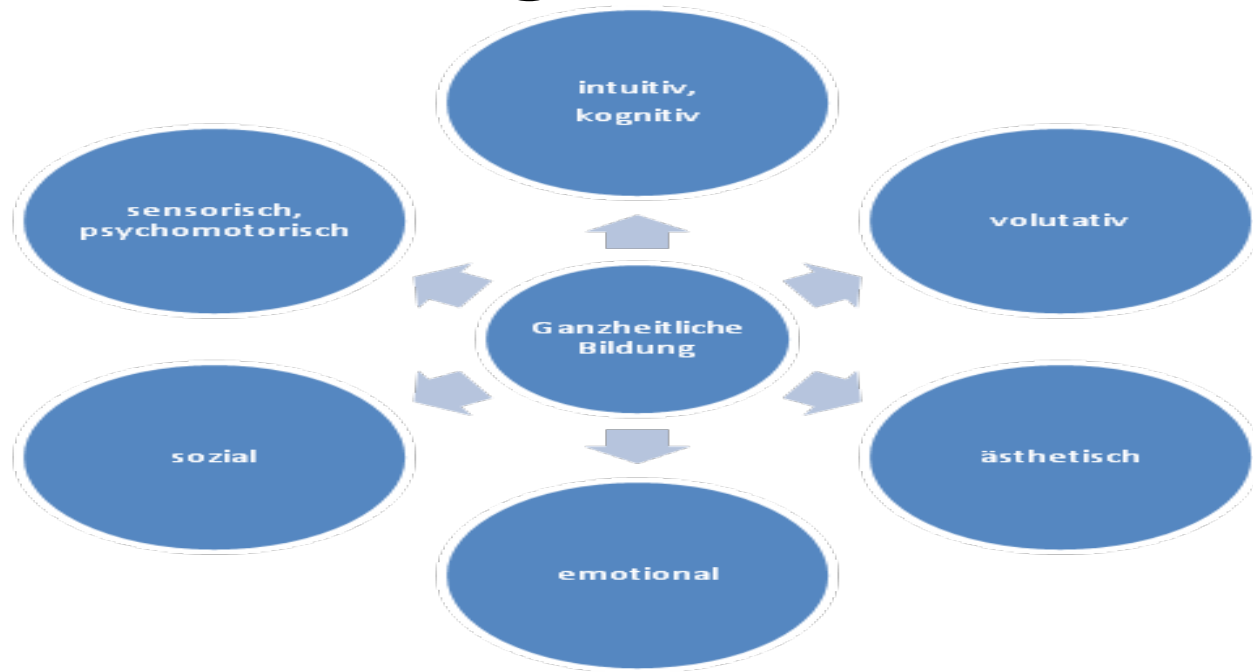 intuitiv,
kognitiv
volutativ
ästhetisch
emotional
sozial
sensorisch,
psychomotorisch
Ganzheitliche
Bildung